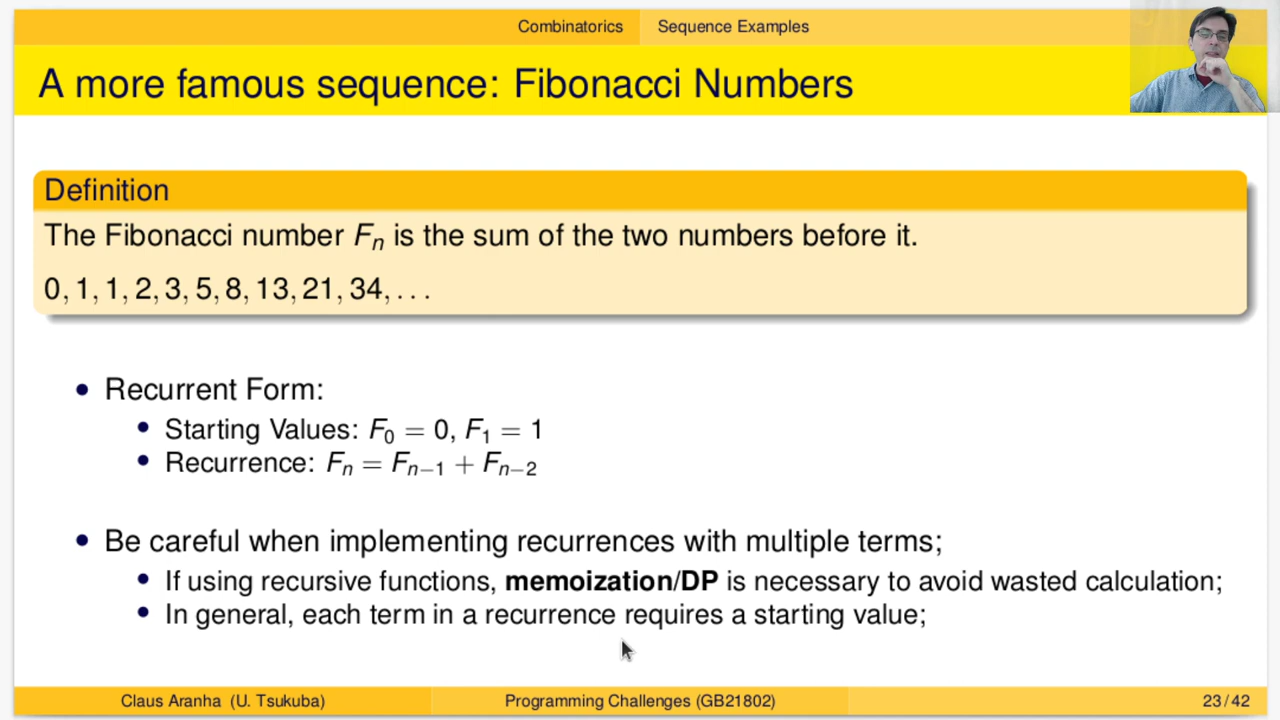 Combinatorics Sequence Examples
A more famous sequence: Fibonacci Numbers
Definition
The Fibonacci number Fₙ is the sum of the two numbers before it.
0, 1, 1, 2, 3, 5, 8, 13, 21, 34, . . .
• Recurrent Form:
• Starting Values: F₀ = 0, F₁ = 1
• Recurrence: Fₙ = Fₙ₋₁ + Fₙ₋₂
• Be careful when implementing recurrences with multiple terms;
• If using recursive functions, memoization/DP is necessary to avoid wasted calculation;
• In general, each term in a recurrence requires a starting value;
Claus Aranha (U. Tsukuba) Programming Challenges (GB21802) 23 / 42